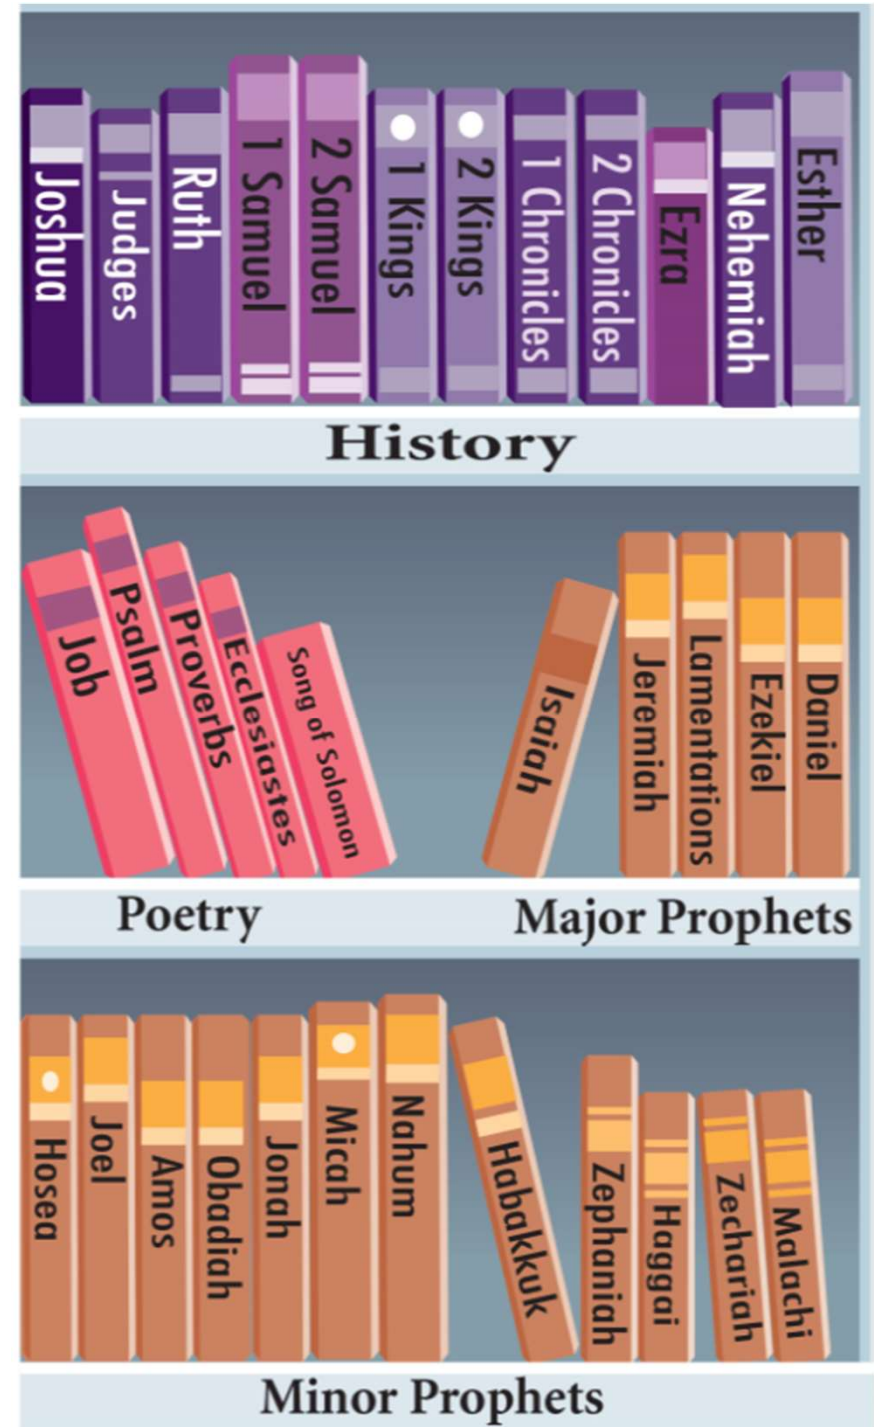 Joshua
Judges
Ruth
1 Samuel
2 Samuel
1 Kings
2 Kings
1 Chronicles
2 Chronicles
Ezra
Nehemiah
Esther
History
Job
Psalm
Proverbs
Ecclesiastes
Song of Solomon
Isaiah
Jeremiah
Lamentations
Ezekiel
Daniel
Poetry
Major Prophets
Hosea
Joel
Amos
Obadiah
Jonah
Micah
Nahum
Habakkuk
Zephaniah
Haggai
Zechariah
Malachi
Minor Prophets